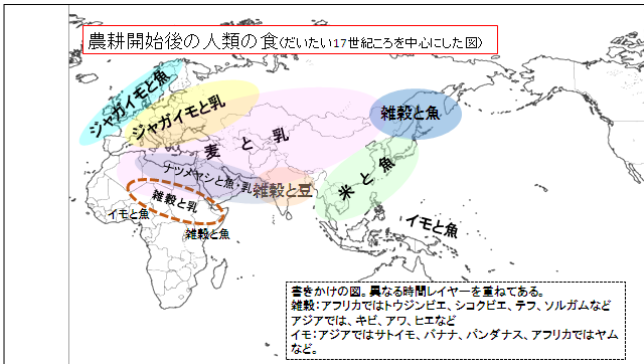 農耕開始後の人類の食(だいたい17世紀ころを中心にした図)
ジャガイモと魚
ジャガイモと乳
雑穀と魚
麦と乳
ナツメヤシと魚・乳
雑穀と豆
米と魚
雑穀と乳
イモと魚
雑穀と魚
イモと魚
書きかけの図。異なる時間レイヤーを重ねてある。
雑穀:アフリカではトウジンビエ、シコクビエ、テフ、ソルガムなど
アジアでは、キビ、アワ、ヒエなど
イモ:アジアではサトイモ、バナナ、パンダナス、アフリカではヤム
など。